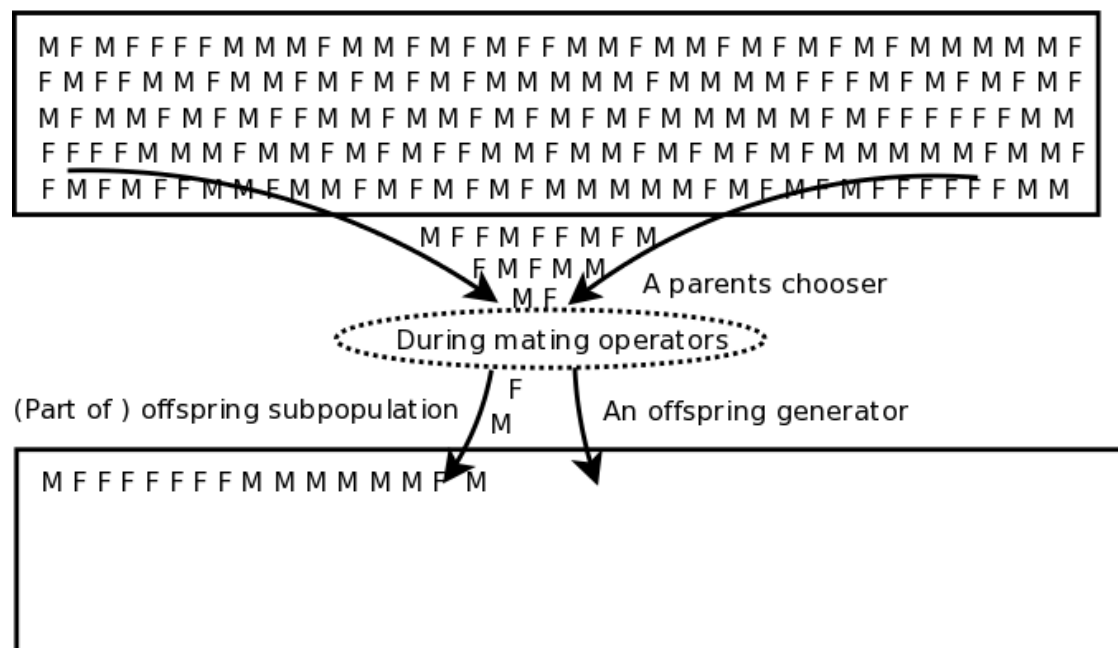 M F M F F F F M M M F M M F M F M F F M M F M M F M F M F M F M M M M M F
F M F F M M F M M F M F M F M F M F M M M M M F M M M M F F F M F M F M F M F
M F M M F M F M F F M M F M M F M F M F M F M M M M M F M F F F F F F M M
F F F F M M M F M M F M F M F F M M F M M F M F M F M F M M M M M F M M F
F M F M F F M M F M M F M F M F M F M M M M M F M F M F M F F F F F F M M
M F F M F F M F M
F M F M M
A parents chooser
M F
During mating operators
F
(Part of ) offspring subpopulation
An offspring generator
M
M F F F F F F F M M M M M M M F M